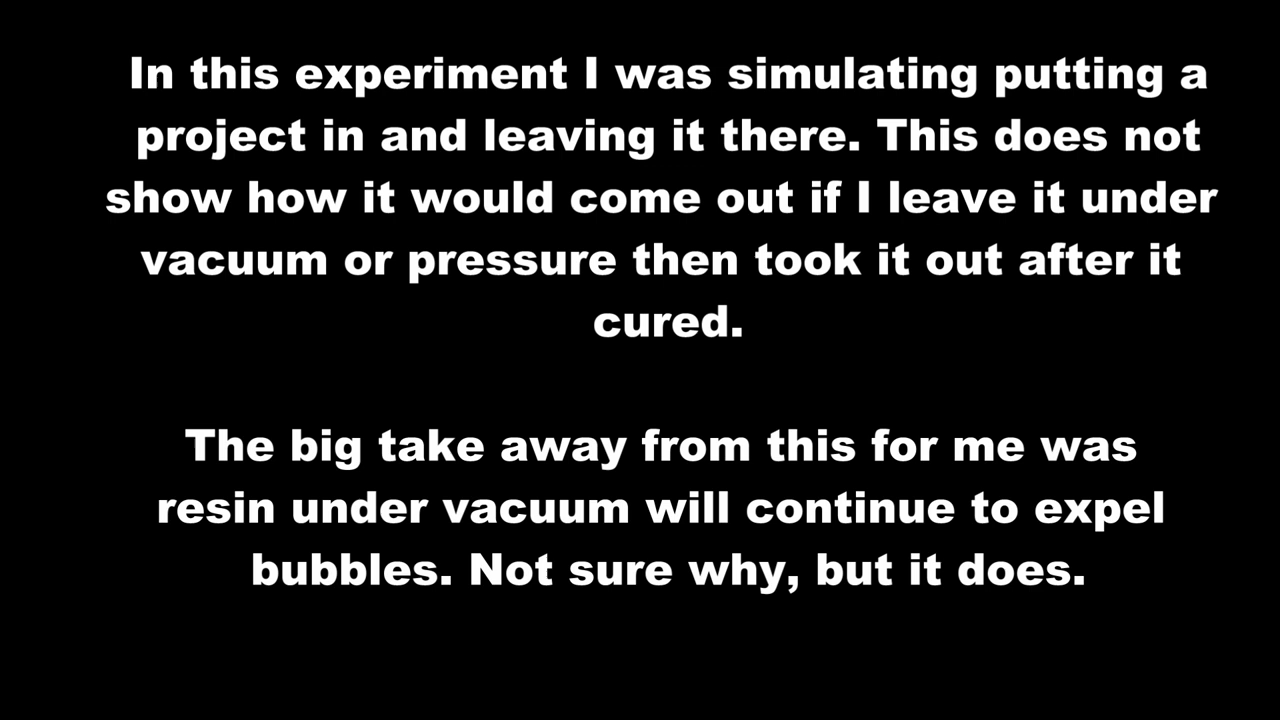 In this experiment I was simulating putting a
project in and leaving it there. This does not
show how it would come out if I leave it under
vacuum or pressure then took it out after it
cured.
The big take away from this for me was
resin under vacuum will continue to expel
bubbles. Not sure why, but it does.